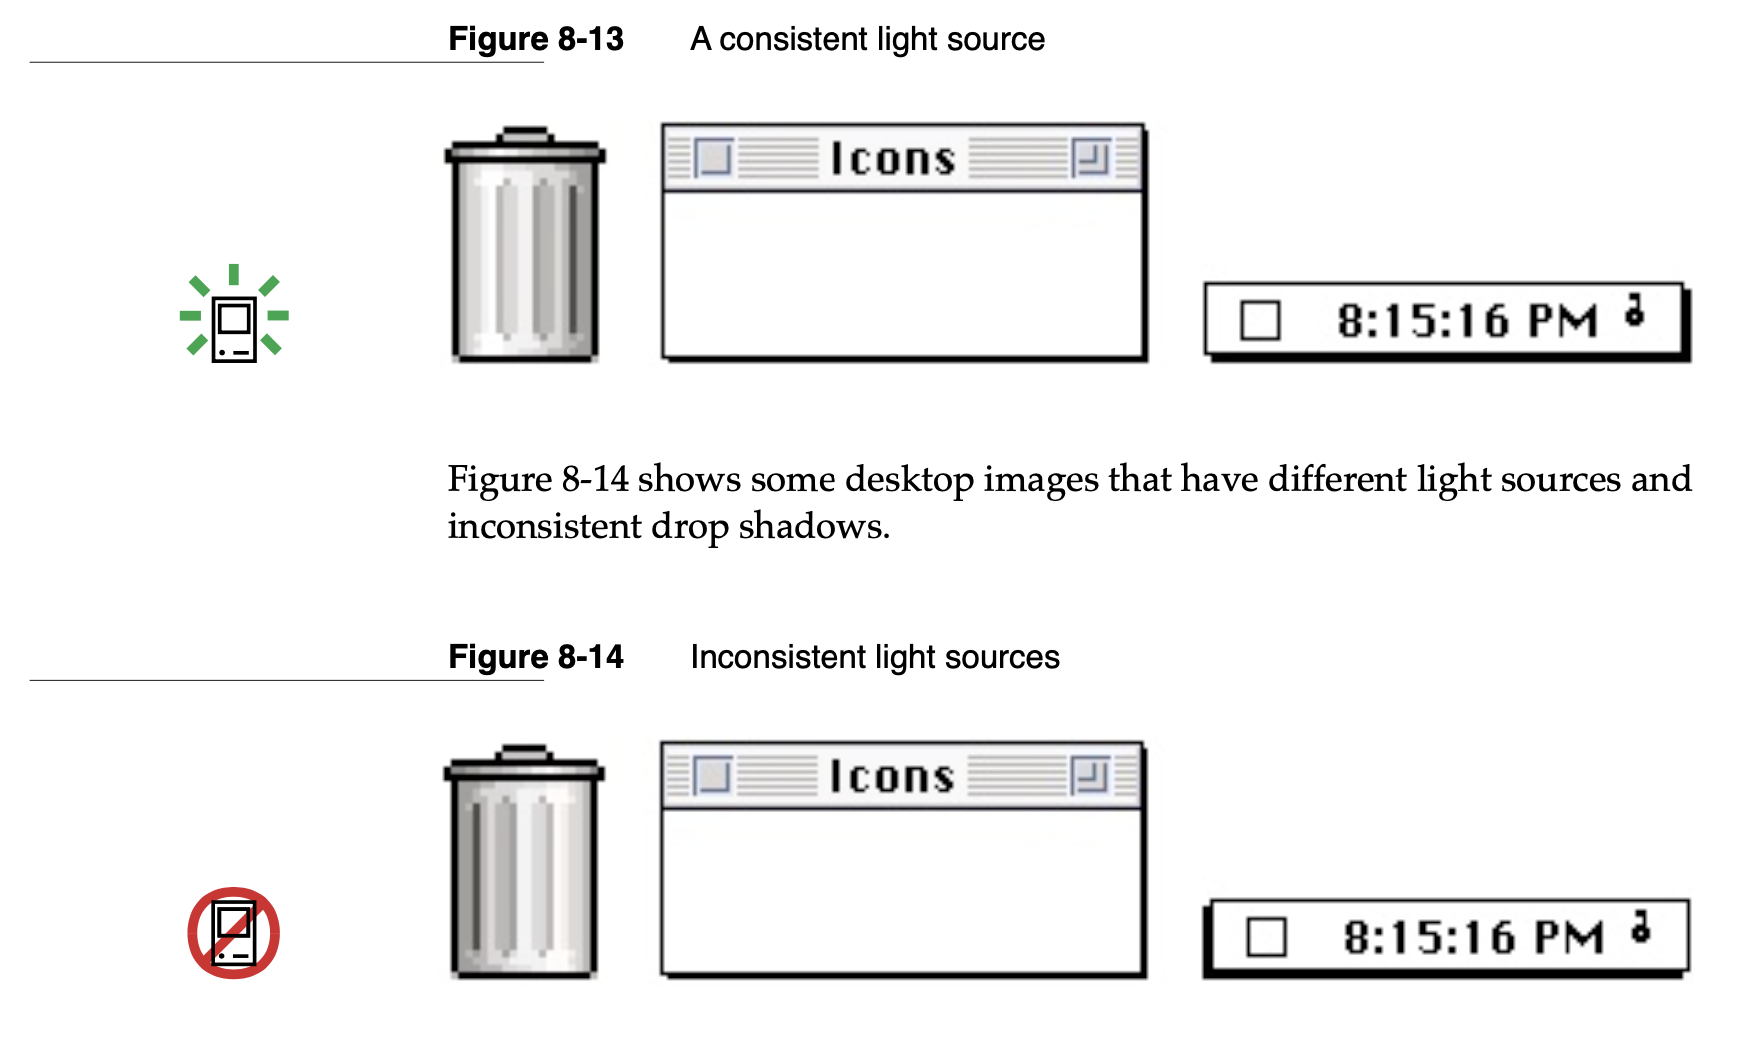 Figure 8-13 A consistent light source
Icons
8:15:16 PM
Figure 8-14 shows some desktop images that have different light sources and
inconsistent drop shadows.
Figure 8-14 Inconsistent light sources
Icons
8:15:16 PM